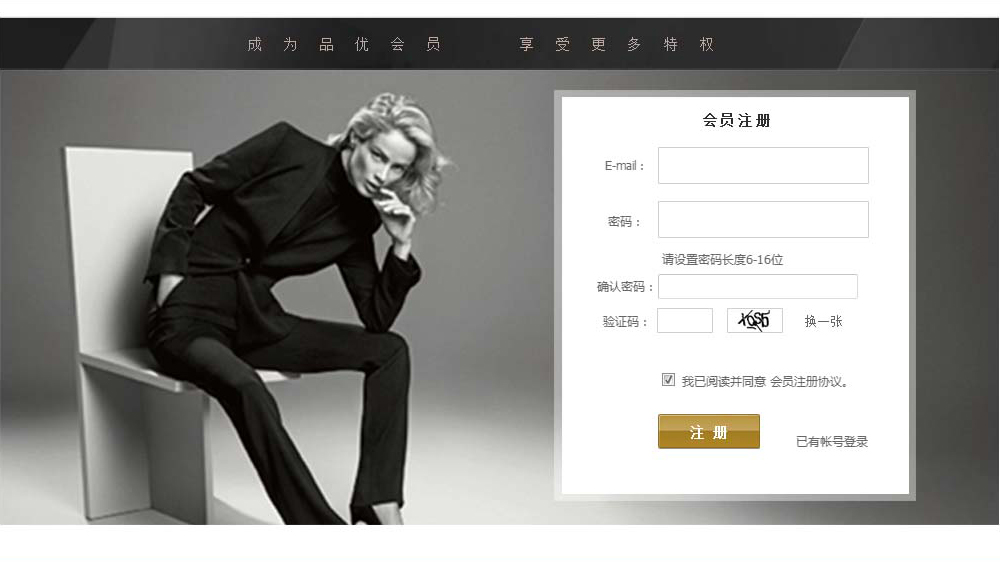 成为品优会员 享受更多特权
会员注册
E-mail：
密码：
请设置密码长度6-16位
确认密码：
验证码： 换一张
我已阅读并同意 会员注册协议。
注 册 已有帐号登录